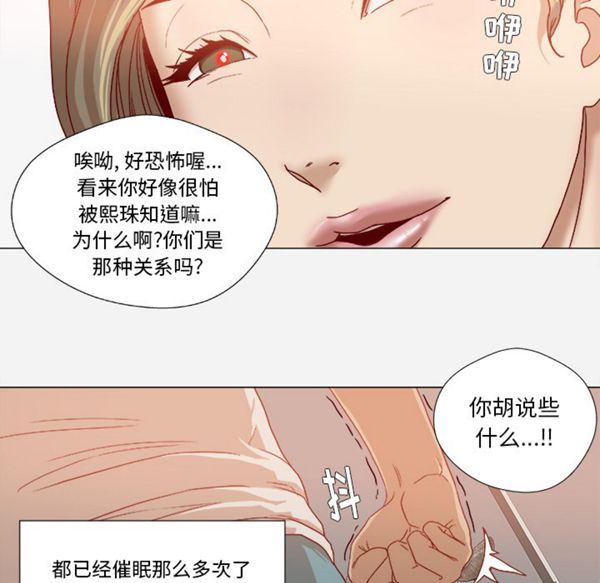 咿
咿
咿
唉呦, 好恐怖喔...
看来你好像很怕
被熙珠知道嘛...
为什么啊?你们是
那种关系吗?
你胡说些
什么...!!
抖
都已经催眠那么多次了